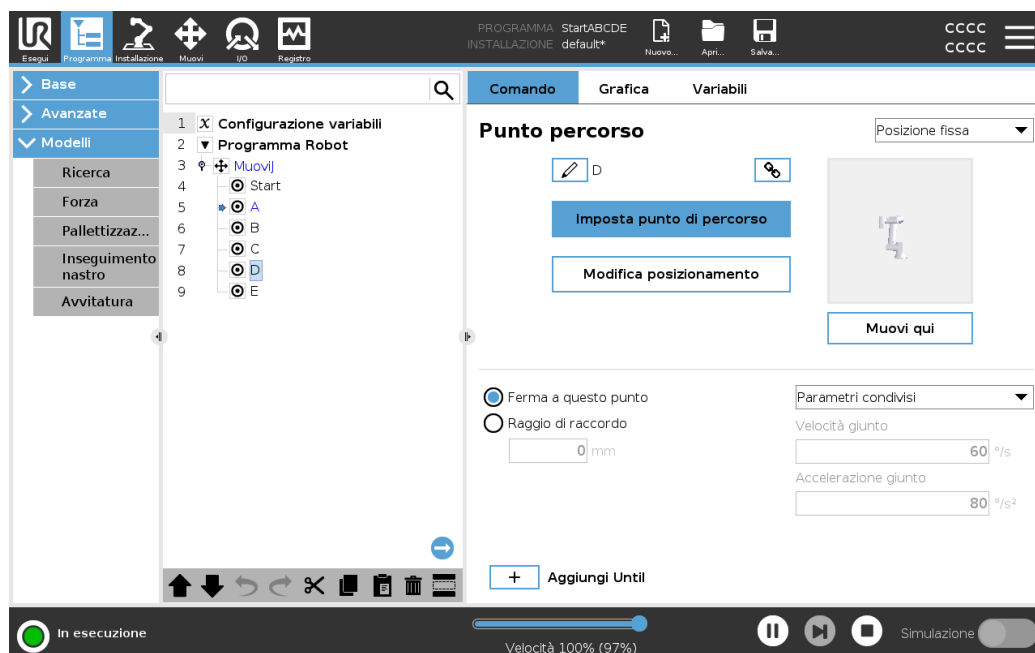 UR
PROGRAMMA StartABCDE
INSTALLAZIONE default*
CCCC
CCCC
Esegui
Programma
Installazione
Muovi
I/O
Registro
Nuovo...
Apri...
Salva...
Base
Avanzate
Modelli
Ricerca
Forza
Pallettizzaz...
Inseguimento
nastro
Avvitatura
1 X Configurazione variabili
2 Programma Robot
3 MuoviJ
4 Start
5 A
6 B
7 C
8 D
9 E
Comando
Grafica
Variabili
Punto percorso
Posizione fissa
D
Imposta punto di percorso
Modifica posizionamento
Muovi qui
Ferma a questo punto
Parametri condivisi
Raggio di raccordo
Velocità giunto
0 mm
60 °/s
Accelerazione giunto
80 °/s²
+ Aggiungi Until
In esecuzione
Velocità 100% (97%)
Simulazione